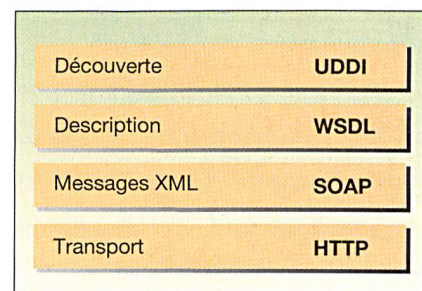 Découverte UDDI
Description WSDL
Messages XML SOAP
Transport HTTP